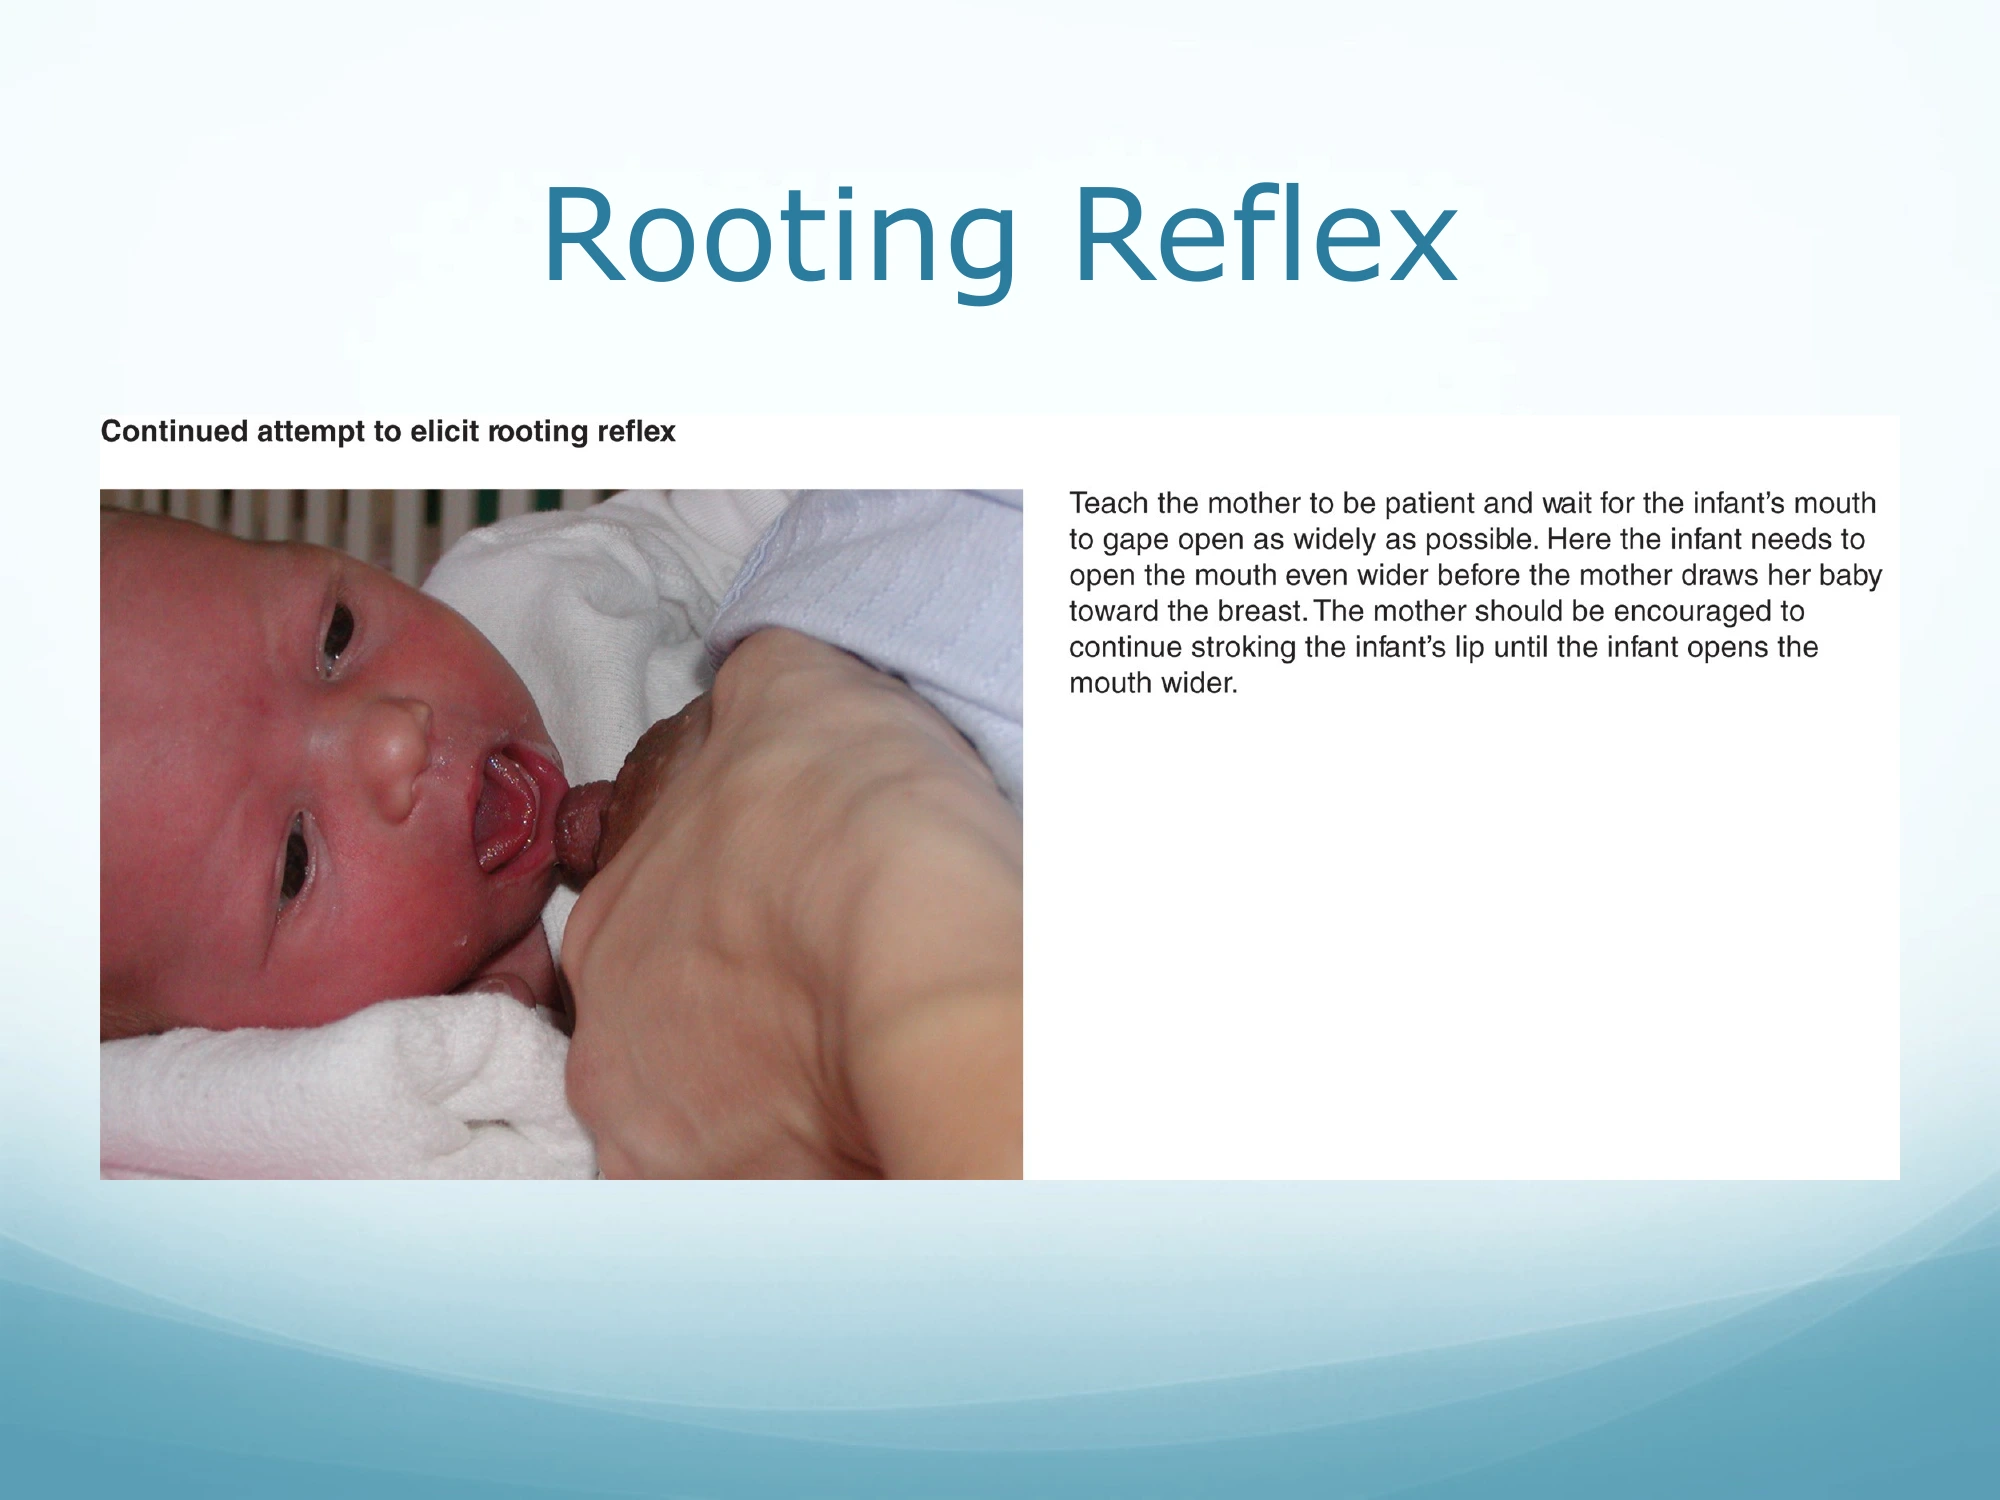 Rooting Reflex
Continued attempt to elicit rooting reflex
Teach the mother to be patient and wait for the infant’s mouth
to gape open as widely as possible. Here the infant needs to
open the mouth even wider before the mother draws her baby
toward the breast. The mother should be encouraged to
continue stroking the infant’s lip until the infant opens the
mouth wider.